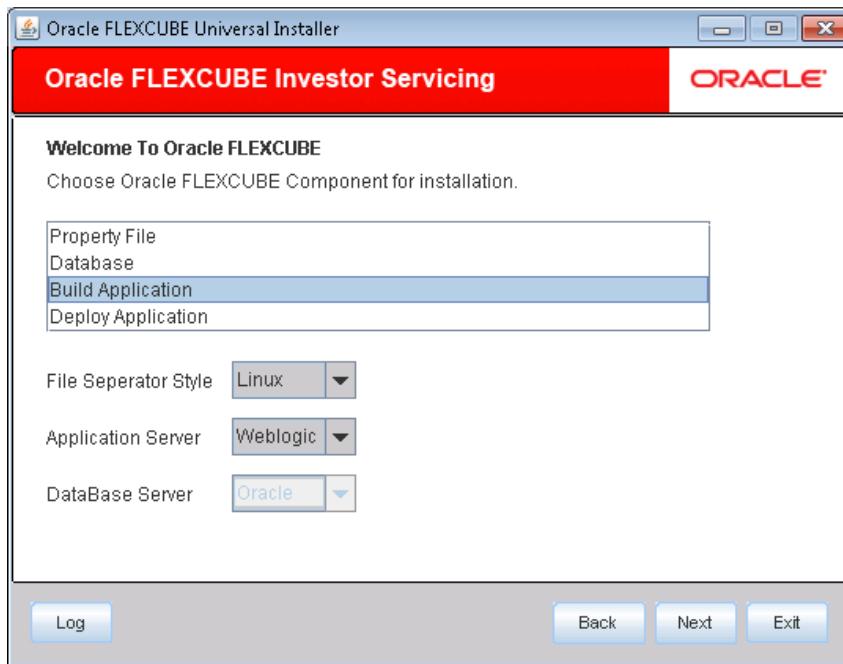 Oracle FLEXCUBE Universal Installer
Oracle FLEXCUBE Investor Servicing
ORACLE
Welcome To Oracle FLEXCUBE
Choose Oracle FLEXCUBE Component for installation.
Property File
Database
Build Application
Deploy Application
File Seperator Style Linux
Application Server Weblogic
DataBase Server Oracle
Log Back Next Exit